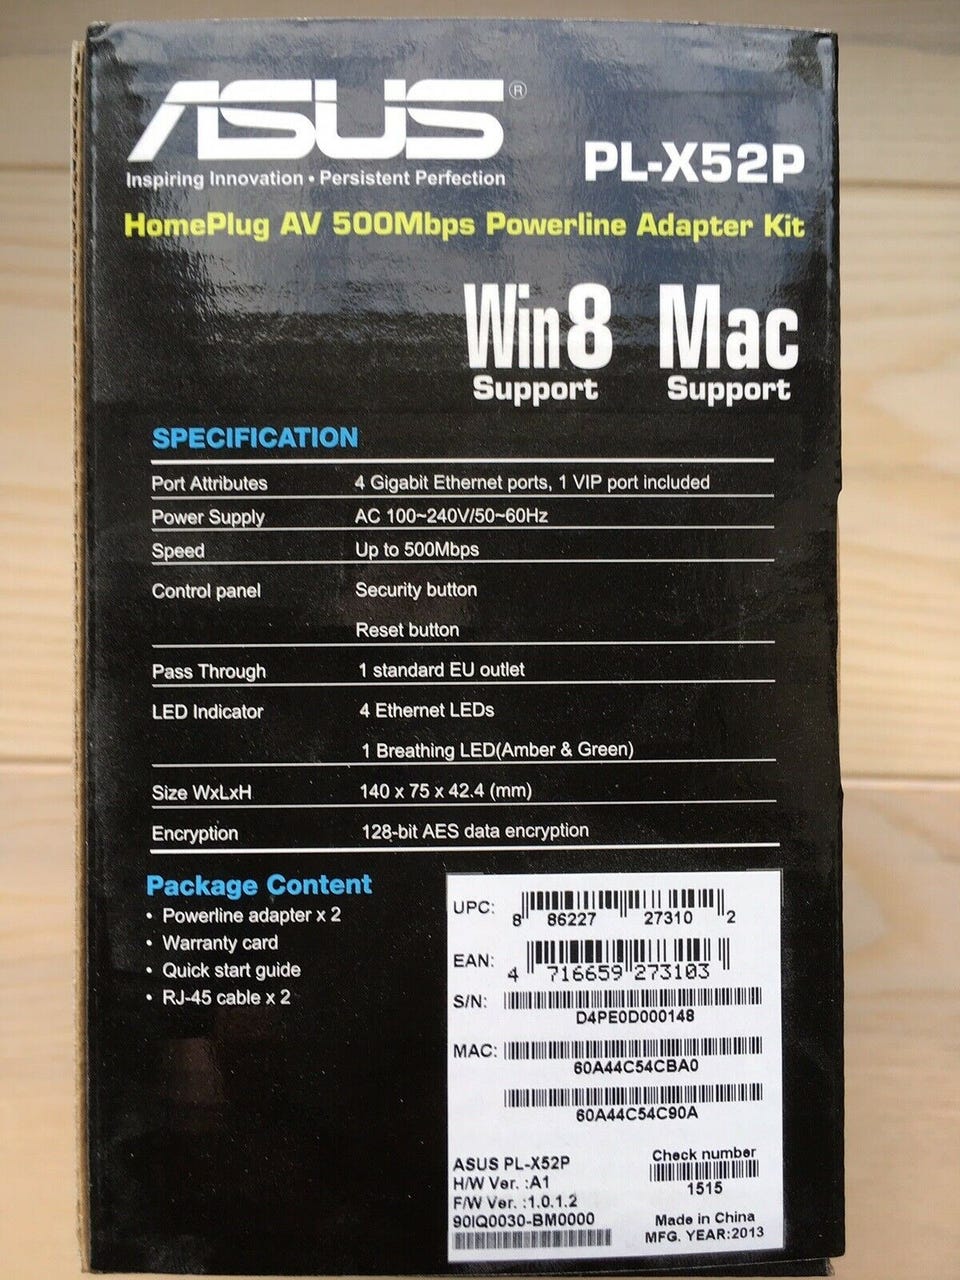 ASUS®
Inspiring Innovation • Persistent Perfection
PL-X52P
HomePlug AV 500Mbps Powerline Adapter Kit
Win8 Mac
Support Support
SPECIFICATION
Port Attributes 4 Gigabit Ethernet ports, 1 VIP port included
Power Supply AC 100~240V/50~60Hz
Speed Up to 500Mbps
Control panel Security button
Reset button
Pass Through 1 standard EU outlet
LED Indicator 4 Ethernet LEDs
1 Breathing LED(Amber & Green)
Size WxLxH 140 x 75 x 42.4 (mm)
Encryption 128-bit AES data encryption
Package Content
• Powerline adapter x 2
• Warranty card
• Quick start guide
• RJ-45 cable x 2
UPC: 8 86227 27310 2
EAN: 4 716659 273103
S/N: D4PE0D000148
MAC: 60A44C54CBA0
60A44C54C90A
ASUS PL-X52P
H/W Ver. :A1
F/W Ver. :1.0.1.2
90IQ0030-BM0000
Check number
1515
Made in China
MFG. YEAR:2013